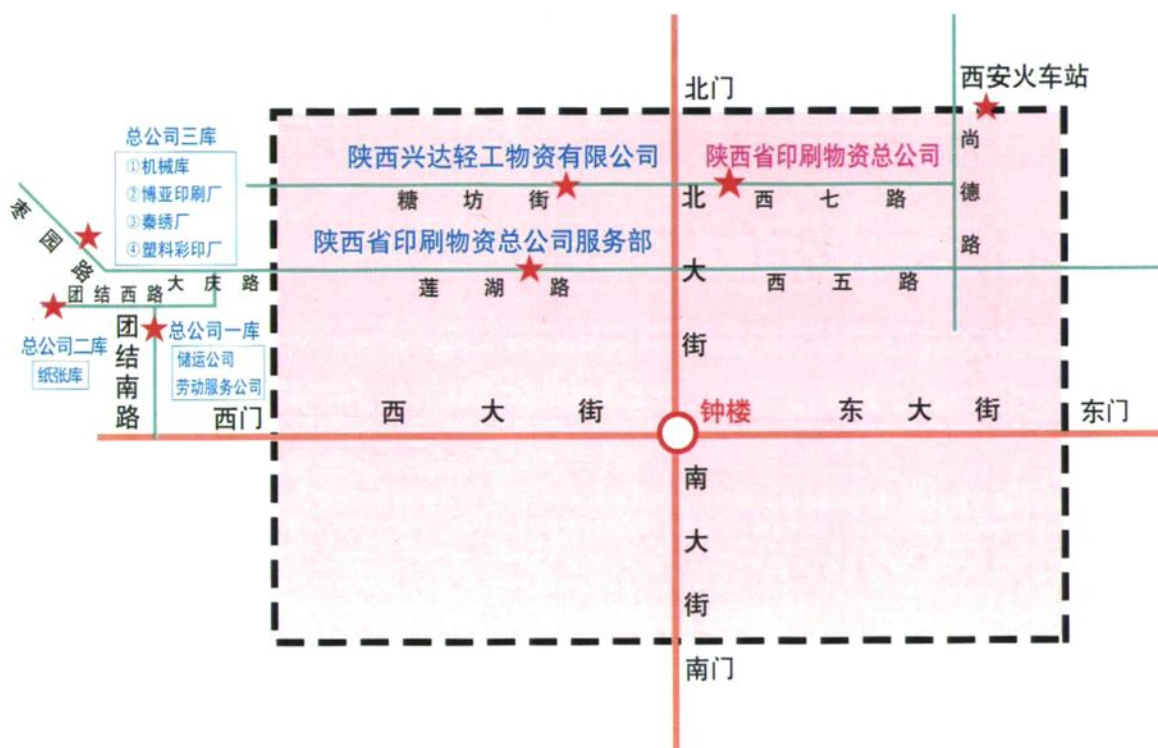 西安火车站
北门
总公司三库
①机械库
②博亚印刷厂
③秦绣厂
④塑料彩印厂
陕西兴达轻工物资有限公司
陕西省印刷物资总公司
尚德路
糖坊街
西七路
北大街
枣园路
陕西省印刷物资总公司服务部
大庆路
莲湖路
西五路
团结西路
团结南路
总公司一库
储运公司
劳动服务公司
总公司二库
纸张库
西门
西大街
钟楼
东大街
东门
南大街
南门